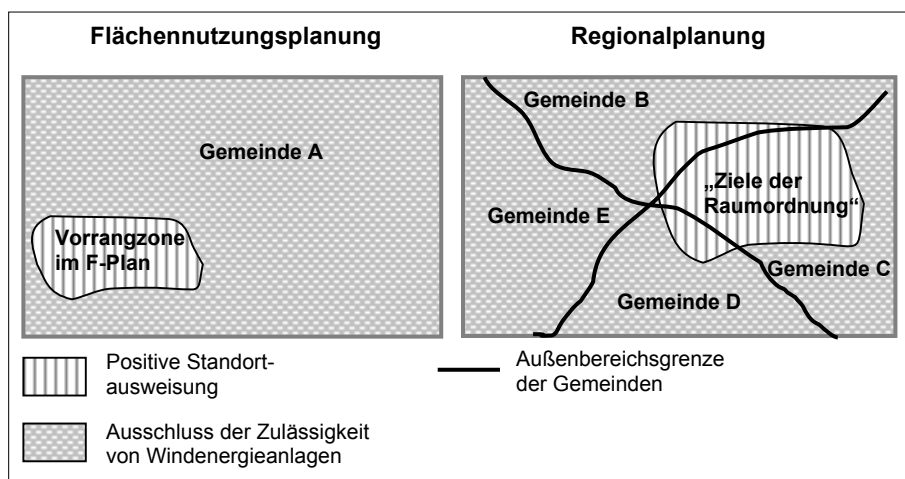 Flächennutzungsplanung
Regionalplanung
Gemeinde A
Vorrangzone
im F-Plan
Gemeinde B
„Ziele der
Raumordnung“
Gemeinde E
Gemeinde C
Gemeinde D
Positive Standort-
ausweisung
Außenbereichsgrenze
der Gemeinden
Ausschluss der Zulässigkeit
von Windenergieanlagen